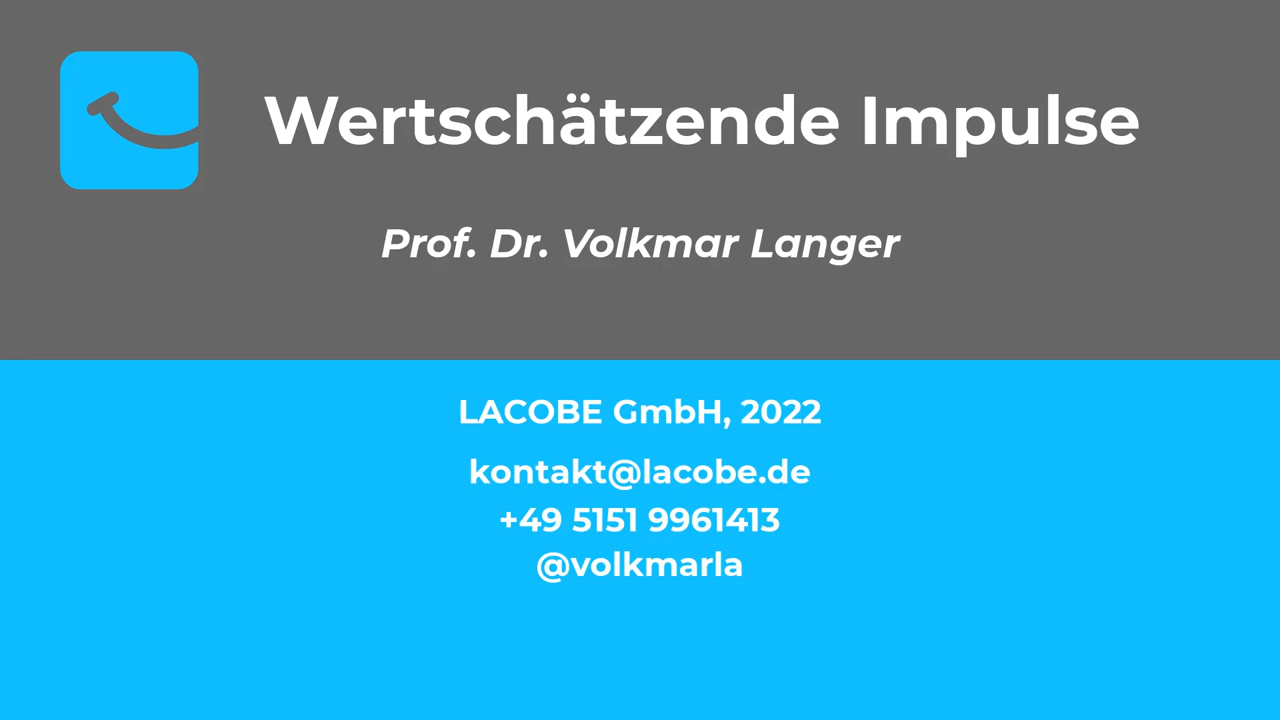 Wertschätzende Impulse
Prof. Dr. Volkmar Langer
LACOBE GmbH, 2022
kontakt@lacobe.de
+49 5151 9961413
@volkmarla